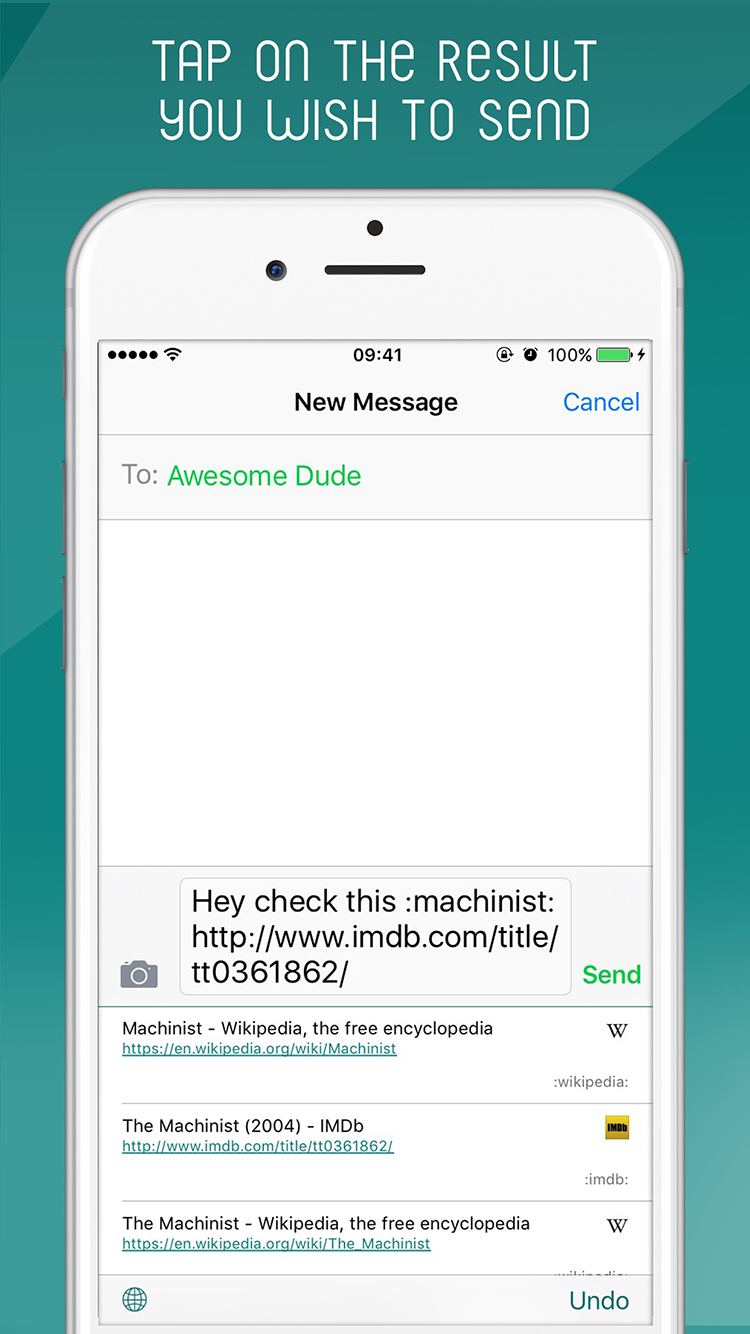 TAP ON THE RESULT
YOU WISH TO SEND
09:41
100%
New Message
Cancel
To: Awesome Dude
Hey check this :machinist:
http://www.imdb.com/title/
tt0361862/
Send
Machinist - Wikipedia, the free encyclopedia
W
https://en.wikipedia.org/wiki/Machinist
:wikipedia:
The Machinist (2004) - IMDb
IMDb
http://www.imdb.com/title/tt0361862/
:imdb:
The Machinist - Wikipedia, the free encyclopedia
W
https://en.wikipedia.org/wiki/The_Machinist
Undo